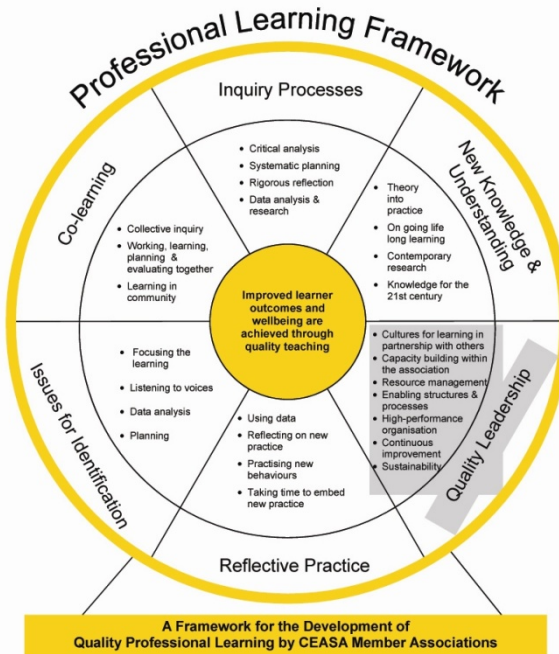 Professional Learning Framework
Inquiry Processes
• Critical analysis
• Systematic planning
• Rigorous reflection
• Data analysis &
research
New Knowledge &
Understanding
• Theory
into
practice
• On going life
long learning
• Contemporary
research
• Knowledge for the
21st century
Co-learning
• Collective inquiry
• Working, learning,
planning &
evaluating together
• Learning in
community
Improved learner
outcomes and
wellbeing are
achieved through
quality teaching
Quality Leadership
• Cultures for learning in
partnership with others
• Capacity building within
the association
• Resource management
• Enabling structures &
processes
• High-performance
organisation
• Continuous
improvement
• Sustainability
Issues for Identification
• Focusing the
learning
• Listening to voices
• Data analysis
• Planning
• Using data
• Reflecting on new
practice
• Practising new
behaviours
• Taking time to embed
new practice
Reflective Practice
A Framework for the Development of
Quality Professional Learning by CEASA Member Associations